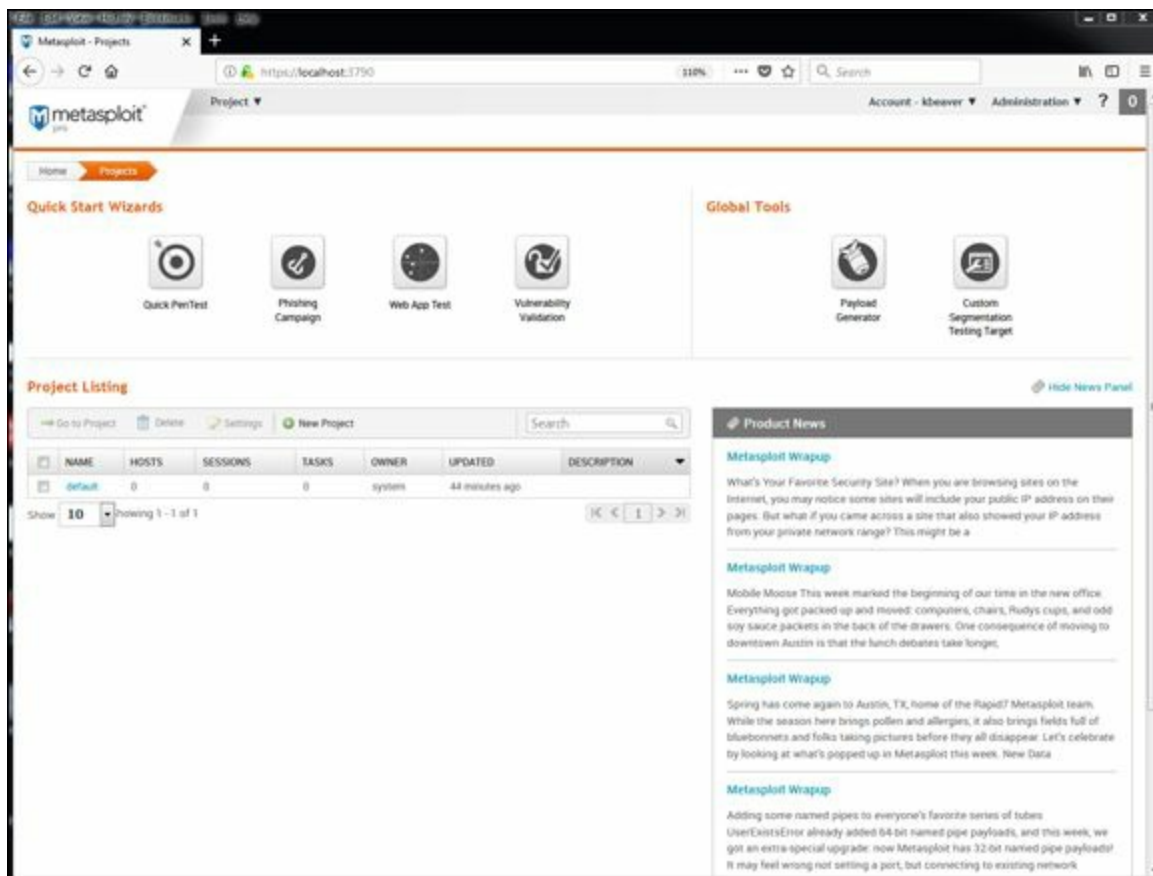 Metasploit - Projects
https://localhost:3790
110%
Search
metasploit®
pro
Project
Account - kbeaver
Administration
?
0
Home
Projects
Quick Start Wizards
Global Tools
Quick PenTest
Phishing
Campaign
Web App Test
Vulnerability
Validation
Payload
Generator
Custom
Segmentation
Testing Target
Project Listing
Hide News Panel
Go to Project
Delete
Settings
New Project
Search
NAME HOSTS SESSIONS TASKS OWNER UPDATED DESCRIPTION
default 0 0 0 system 44 minutes ago
Show 10 howing 1 - 1 of 1
1
Product News
Metasploit Wrapup
What's Your Favorite Security Site? When you are browsing sites on the
Internet, you may notice some sites will include your public IP address on their
pages. But what if you came across a site that also showed your IP address
from your private network range? This might be a
Metasploit Wrapup
Mobile Moose This week marked the beginning of our time in the new office.
Everything got packed up and moved: computers, chairs, Rudys cups, and odd
soy sauce packets in the back of the drawers. One consequence of moving to
downtown Austin is that the lunch debates take longer,
Metasploit Wrapup
Spring has come again to Austin, TX, home of the Rapid7 Metasploit team.
While the season here brings pollen and allergies, it also brings fields full of
bluebonnets and folks taking pictures before they all disappear. Let's celebrate
by looking at what's popped up in Metasploit this week. New Data
Metasploit Wrapup
Adding some named pipes to everyone's favorite series of tubes
UserExistsError already added 64-bit named pipe payloads, and this week, we
got an extra-special upgrade: now Metasploit has 32-bit named pipe payloads!
It may feel wrong not setting a port, but connecting to existing network